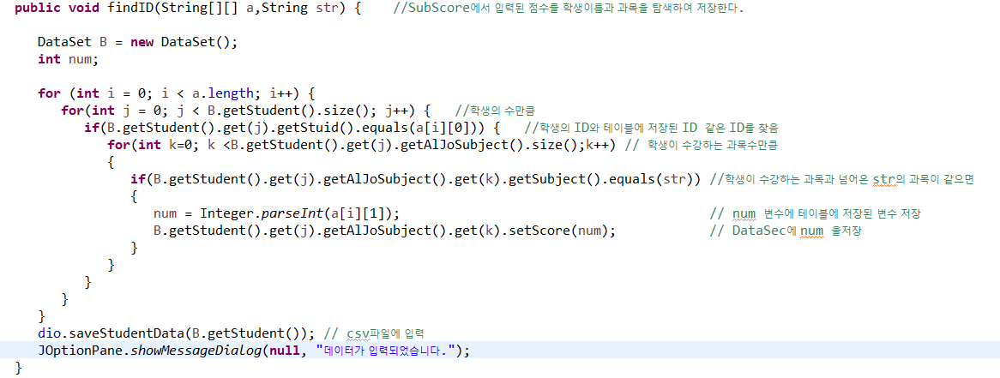 public void findID(String[][] a,String str) {    //SubScore에서 입력된 점수를 학생이름과 과목을 탐색하여 저장한다.
DataSet B = new DataSet();
int num;
for (int i = 0; i < a.length; i++) {
for(int j = 0; j < B.getStudent().size(); j++) {   //학생의 수만큼
if(B.getStudent().get(j).getStuid().equals(a[i][0])) {   //학생의 ID와 테이블에 저장된 ID 같은 ID를 찾음
for(int k=0; k <B.getStudent().get(j).getAlJoSubject().size();k++) // 학생이 수강하는 과목수만큼
{
if(B.getStudent().get(j).getAlJoSubject().get(k).getSubject().equals(str)) //학생이 수강하는 과목과 넘어온 str의 과목이 같으면
{
num = Integer.parseInt(a[i][1]); // num 변수에 테이블에 저장된 변수 저장
B.getStudent().get(j).getAlJoSubject().get(k).setScore(num); // DataSec에 num 을저장
}
}
}
}
}
dio.saveStudentData(B.getStudent()); // csv파일에 입력
JOptionPane.showMessageDialog(null, "데이터가 입력되었습니다.");
}